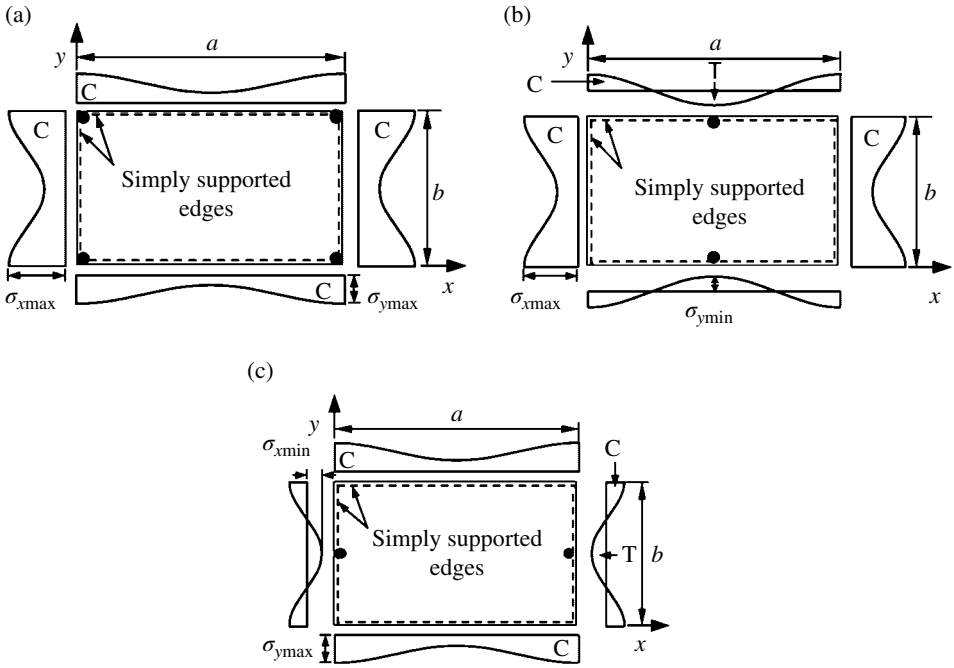 (a)
y
a
C
C
C
Simply supported
edges
b
σxmax
C
σymax
x
(b)
y
a
T
C
C
C
Simply supported
edges
b
σxmax
σymin
x
(c)
y
a
σxmin
C
C
Simply supported
edges
T
b
σymax
C
x